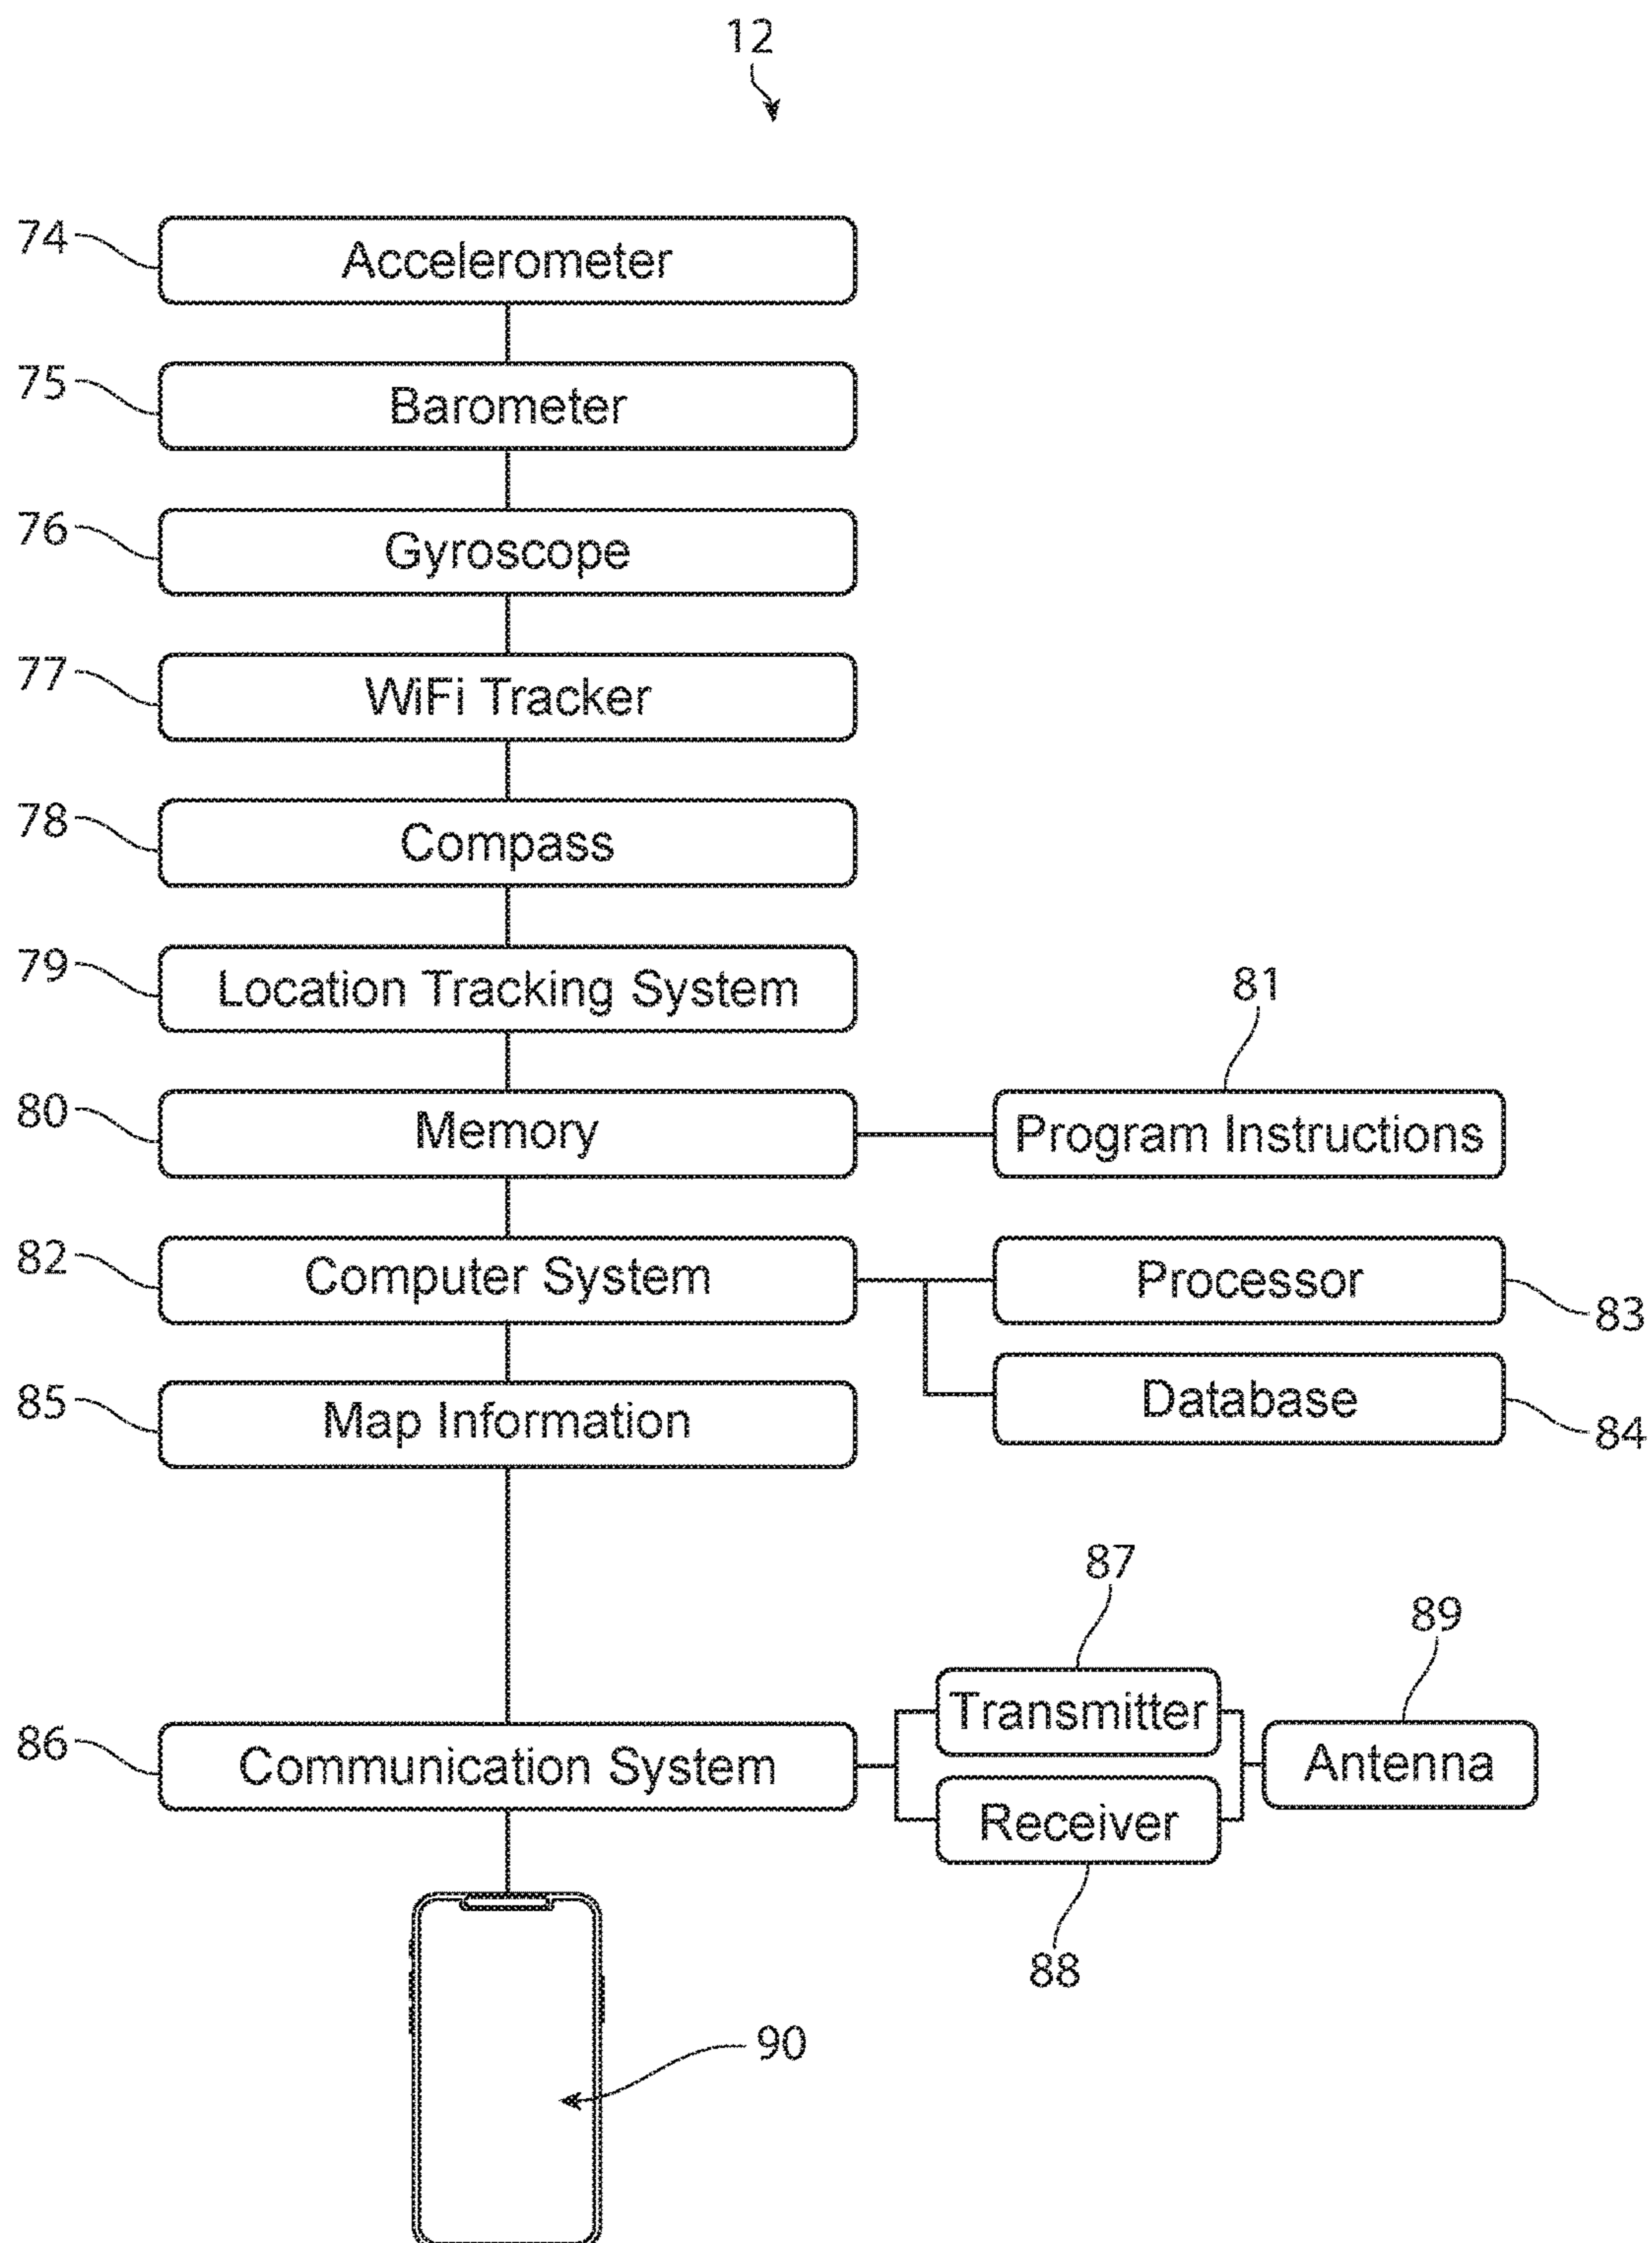 12
74 Accelerometer
75 Barometer
76 Gyroscope
77 WiFi Tracker
78 Compass
79 Location Tracking System
81
80 Memory Program Instructions
82 Computer System Processor 83
85 Map Information Database 84
87
89
86 Communication System Transmitter Antenna
Receiver
88
90